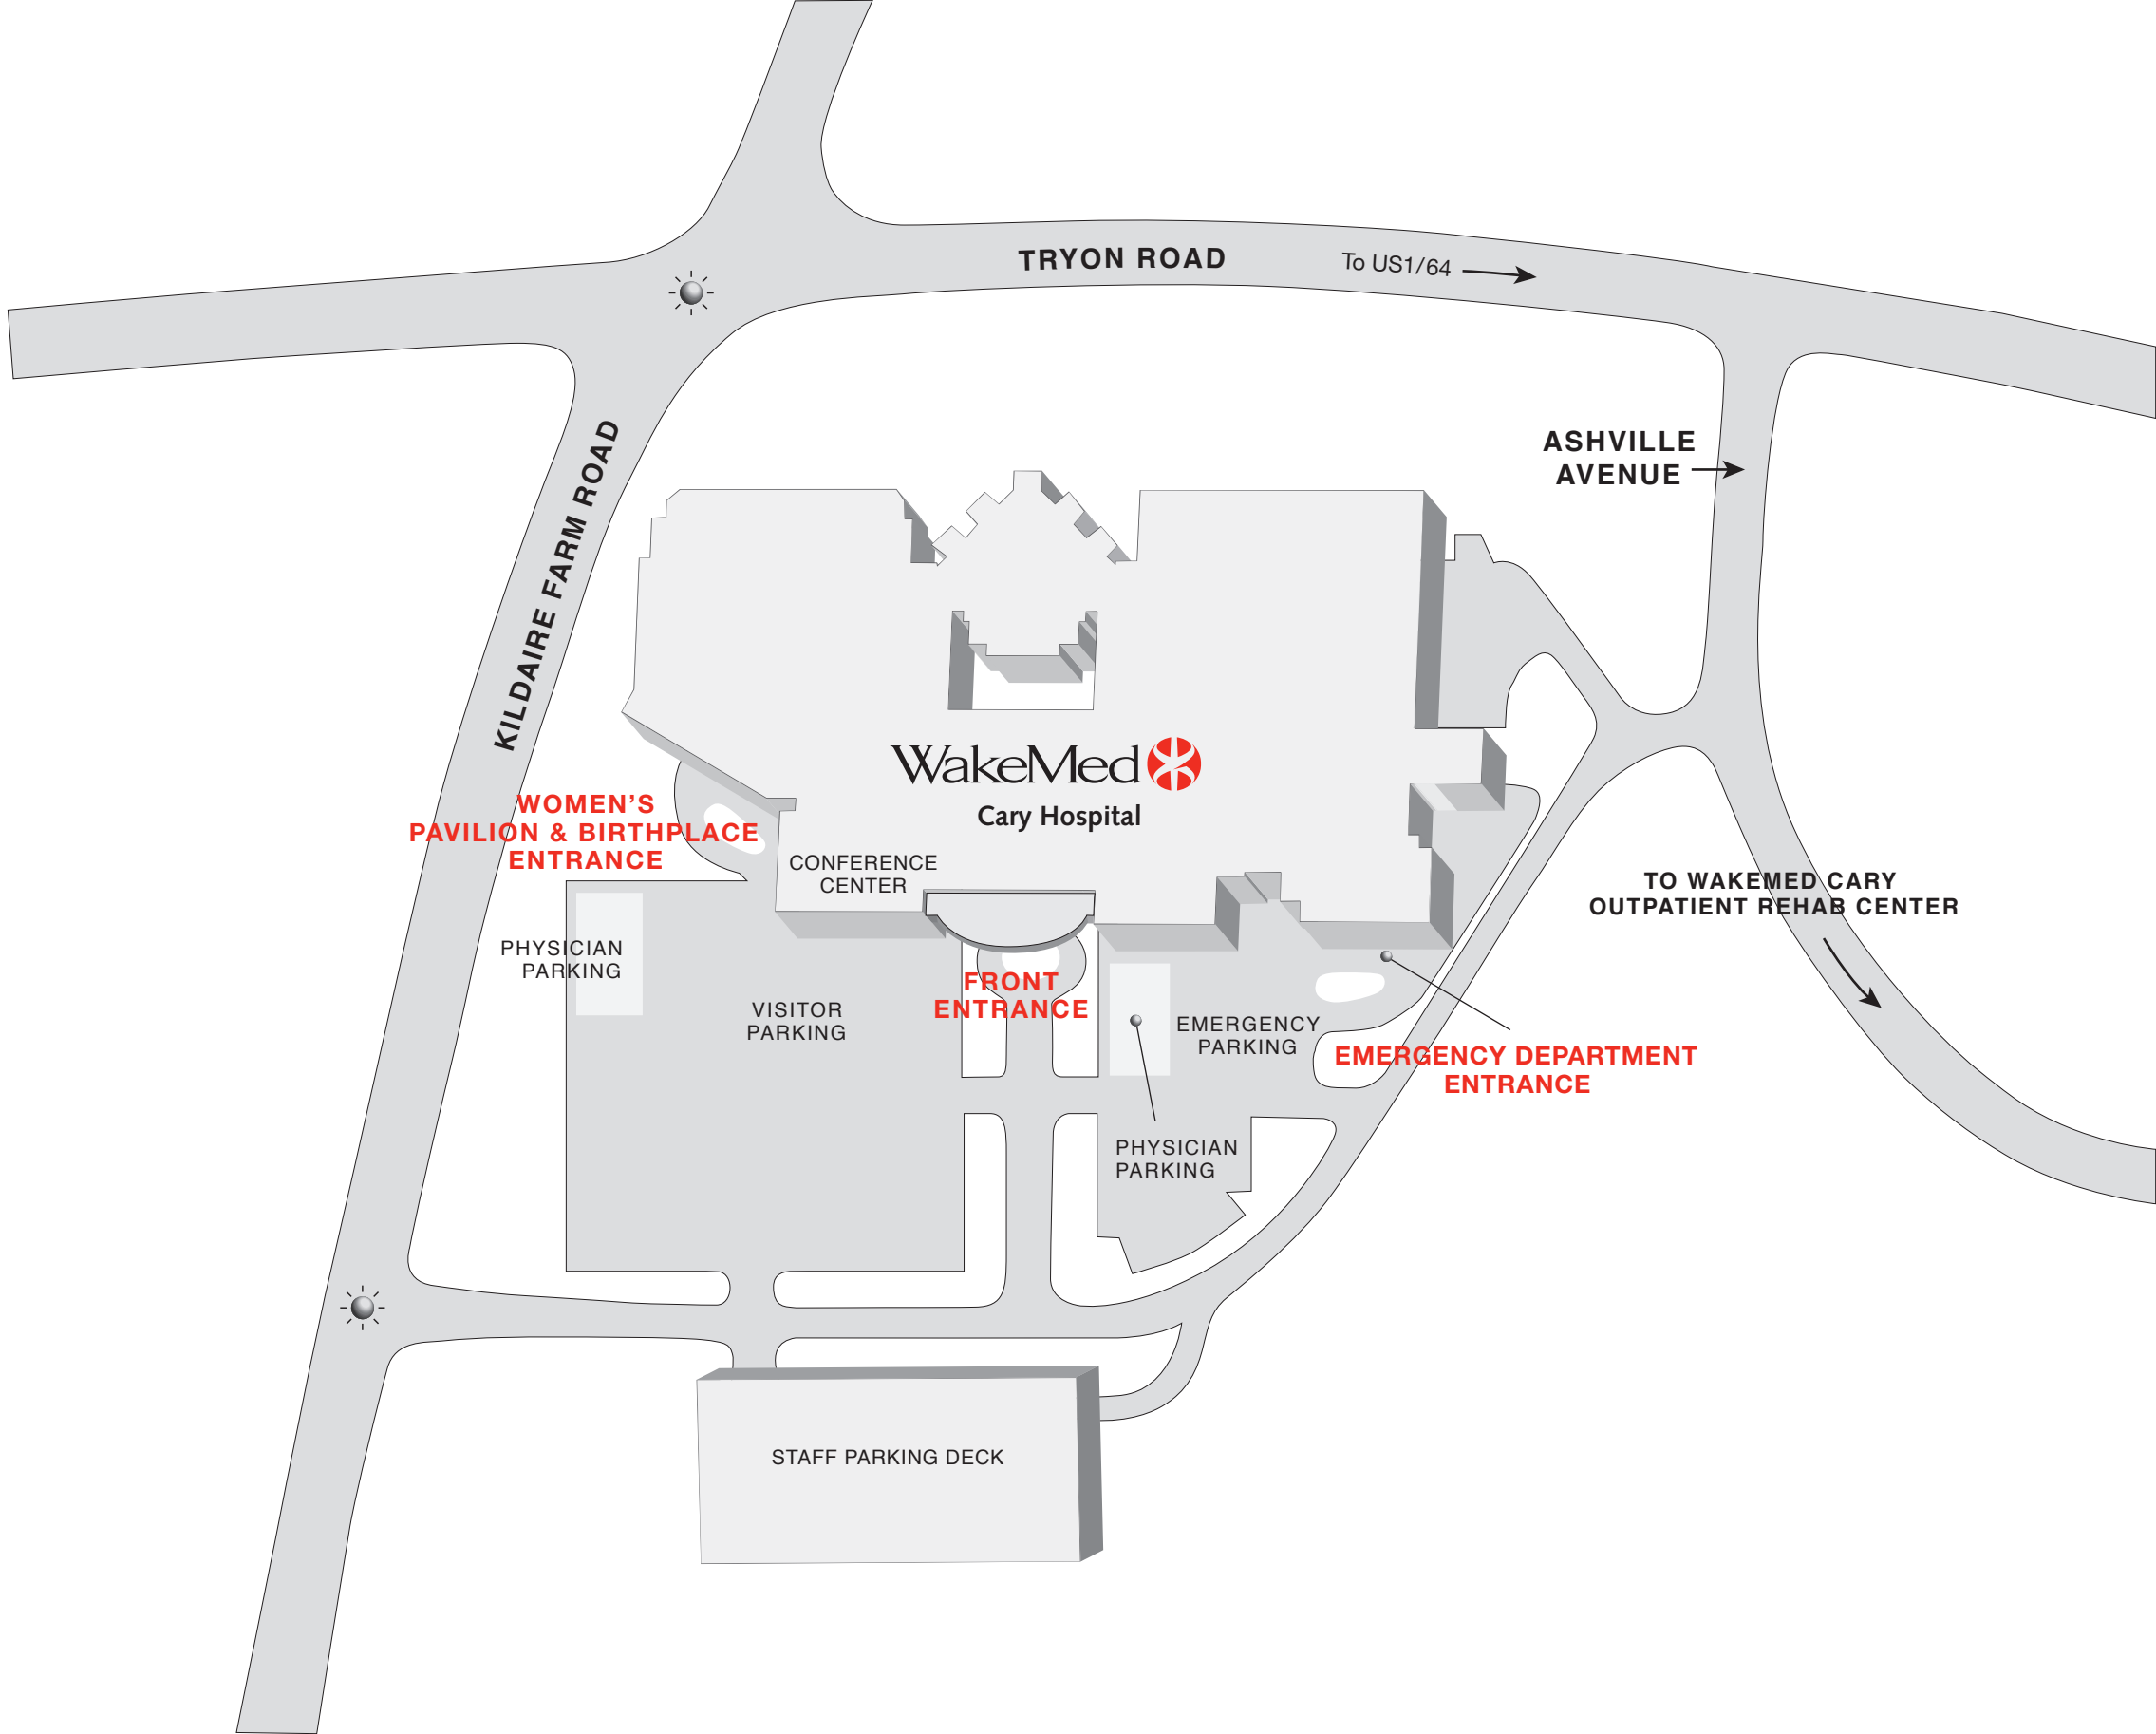 TRYON ROAD
To US1/64
KILDAIRE FARM ROAD
ASHVILLE
AVENUE
WakeMed
Cary Hospital
WOMEN'S
PAVILION & BIRTHPLACE
ENTRANCE
CONFERENCE
CENTER
TO WAKEMED CARY
OUTPATIENT REHAB CENTER
PHYSICIAN
PARKING
VISITOR
PARKING
FRONT
ENTRANCE
EMERGENCY
PARKING
EMERGENCY DEPARTMENT
ENTRANCE
PHYSICIAN
PARKING
STAFF PARKING DECK